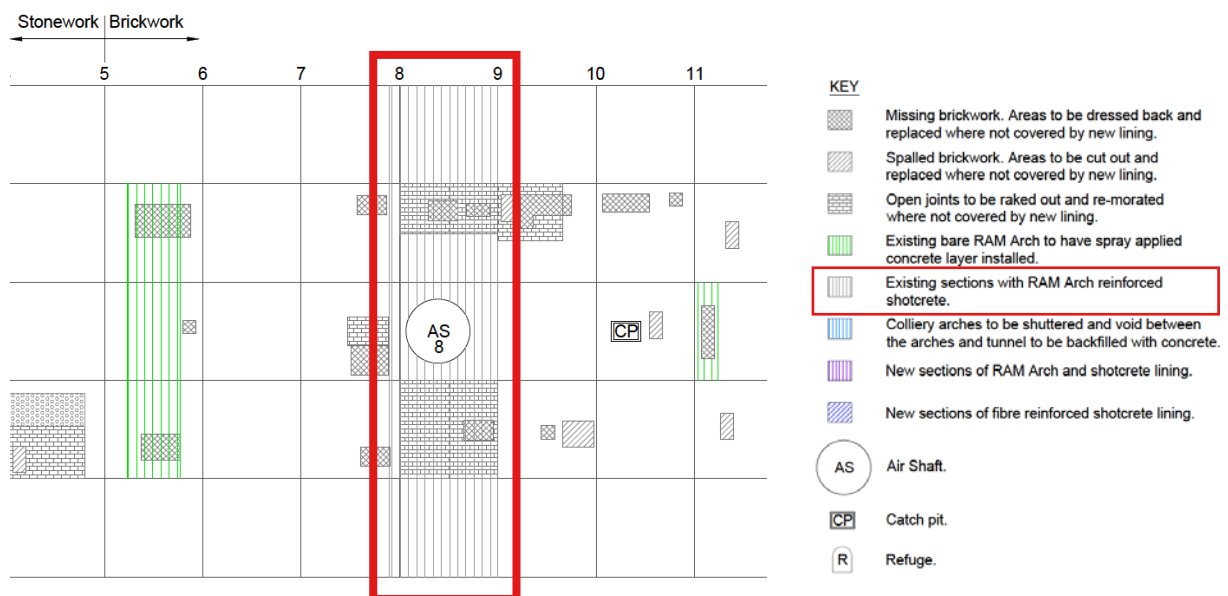 Stonework Brickwork
5 6 7 8 9 10 11
AS
8
CP
KEY
Missing brickwork. Areas to be dressed back and
replaced where not covered by new lining.
Spalled brickwork. Areas to be cut out and
replaced where not covered by new lining.
Open joints to be raked out and re-morated
where not covered by new lining.
Existing bare RAM Arch to have spray applied
concrete layer installed.
Existing sections with RAM Arch reinforced
shotcrete.
Colliery arches to be shuttered and void between
the arches and tunnel to be backfilled with concrete.
New sections of RAM Arch and shotcrete lining.
New sections of fibre reinforced shotcrete lining.
AS Air Shaft.
CP Catch pit.
R Refuge.